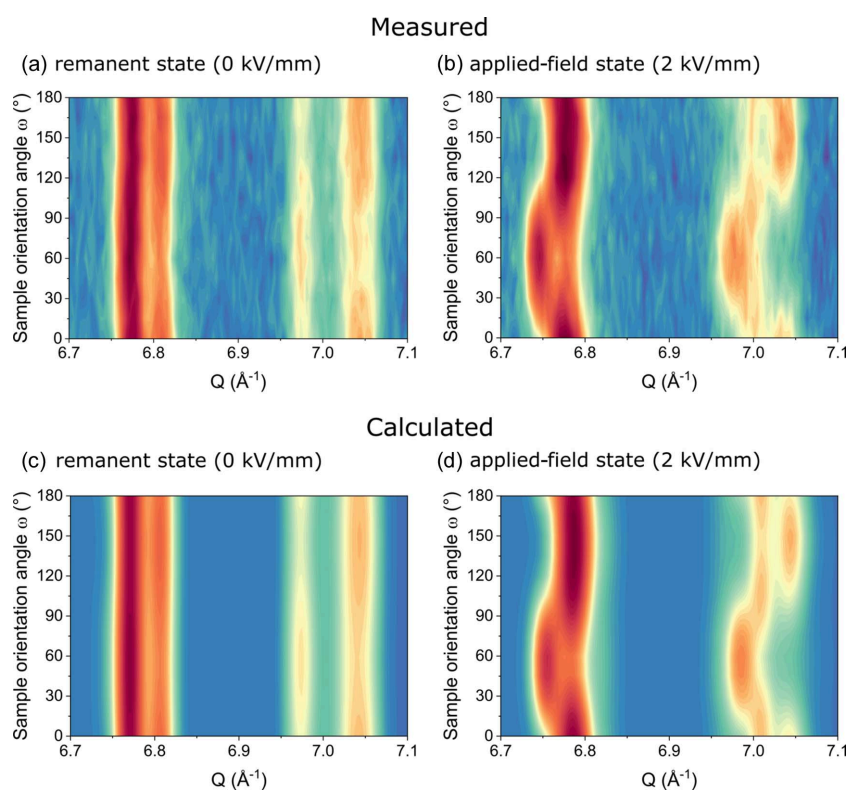 Measured
(a) remanent state (0 kV/mm)
(b) applied-field state (2 kV/mm)
Sample orientation angle ω (°)
180
150
120
90
60
30
0
6.7 6.8 6.9 7.0 7.1
Q (Å⁻¹)
Sample orientation angle ω (°)
180
150
120
90
60
30
0
6.7 6.8 6.9 7.0 7.1
Q (Å⁻¹)
Calculated
(c) remanent state (0 kV/mm)
(d) applied-field state (2 kV/mm)
Sample orientation angle ω (°)
180
150
120
90
60
30
0
6.7 6.8 6.9 7.0 7.1
Q (Å⁻¹)
Sample orientation angle ω (°)
180
150
120
90
60
30
0
6.7 6.8 6.9 7.0 7.1
Q (Å⁻¹)